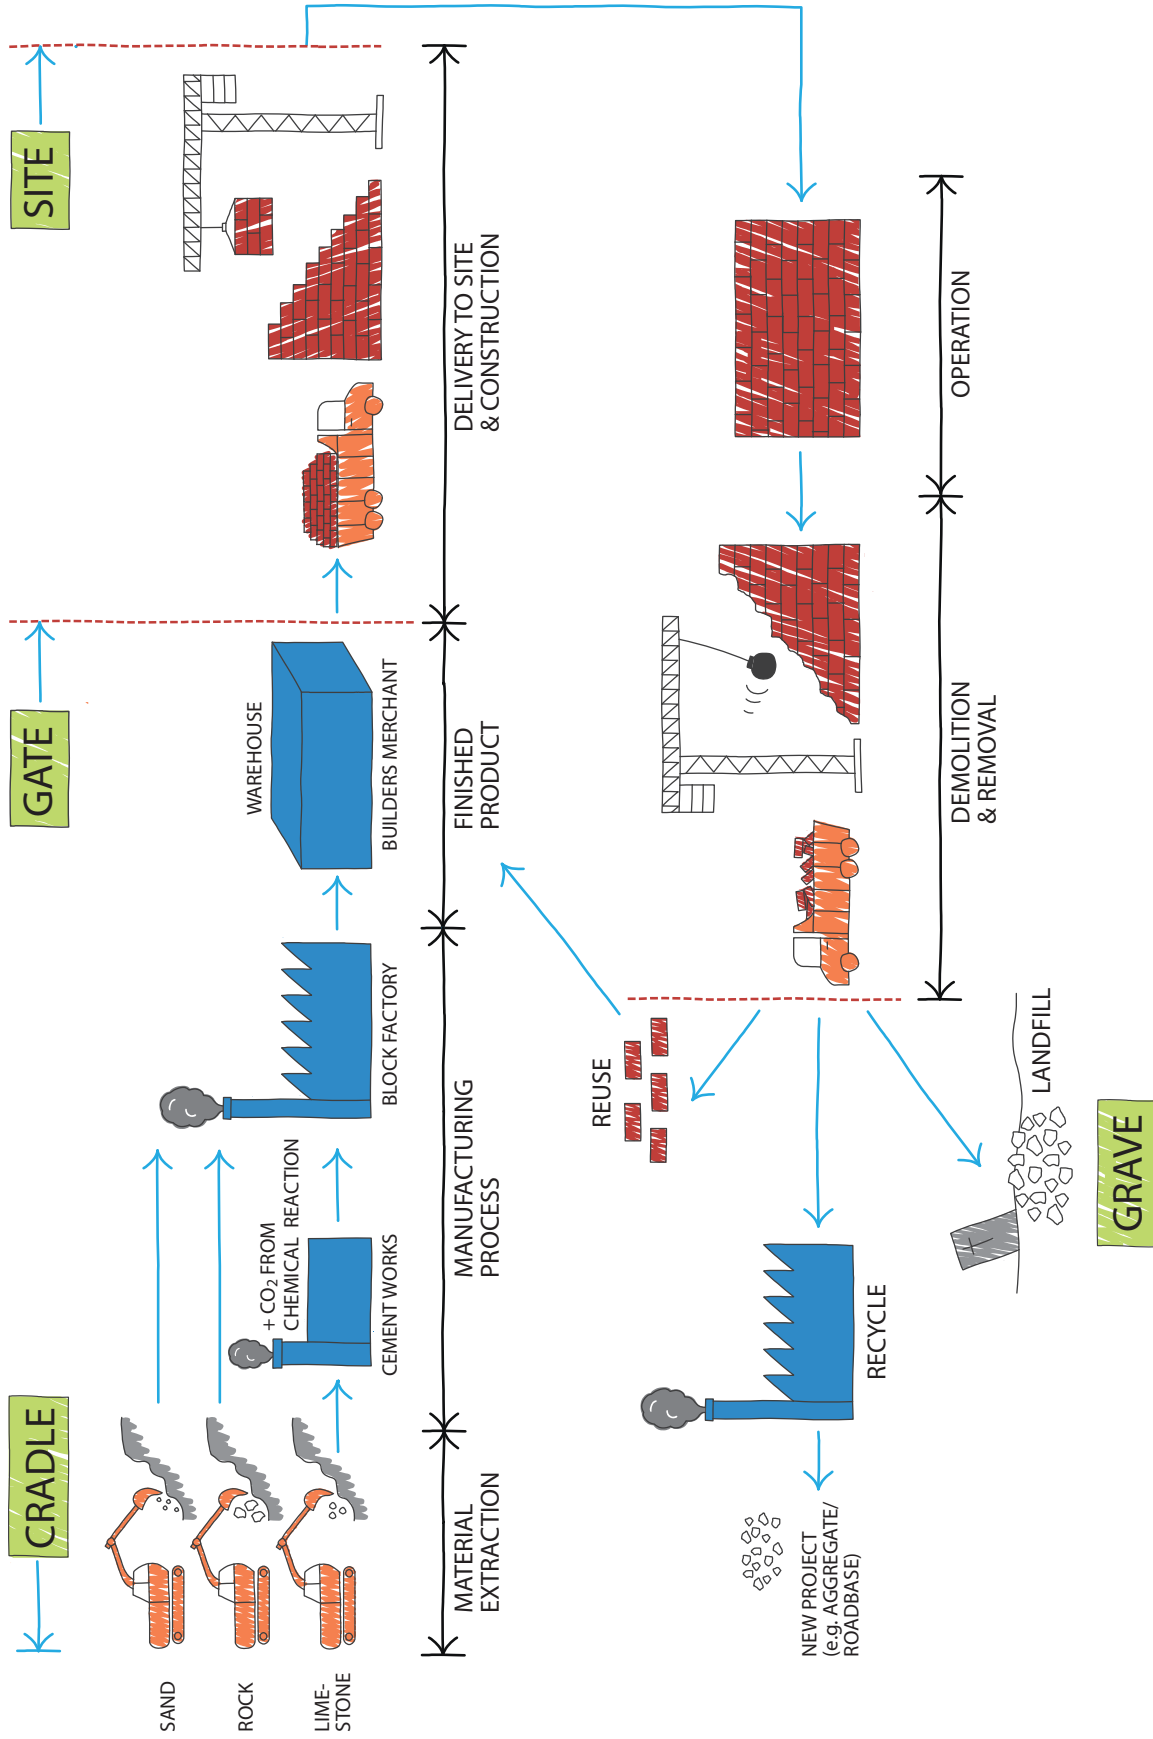 CRADLE
GATE
SITE
SAND
ROCK
LIME-
STONE
+ CO2 FROM
CHEMICAL REACTION
CEMENT WORKS
BLOCK FACTORY
WAREHOUSE
BUILDERS MERCHANT
MATERIAL
EXTRACTION
MANUFACTURING
PROCESS
FINISHED
PRODUCT
DELIVERY TO SITE
& CONSTRUCTION
REUSE
NEW PROJECT
(e.g. AGGREGATE/
ROADBASE)
RECYCLE
DEMOLITION
& REMOVAL
OPERATION
LANDFILL
GRAVE